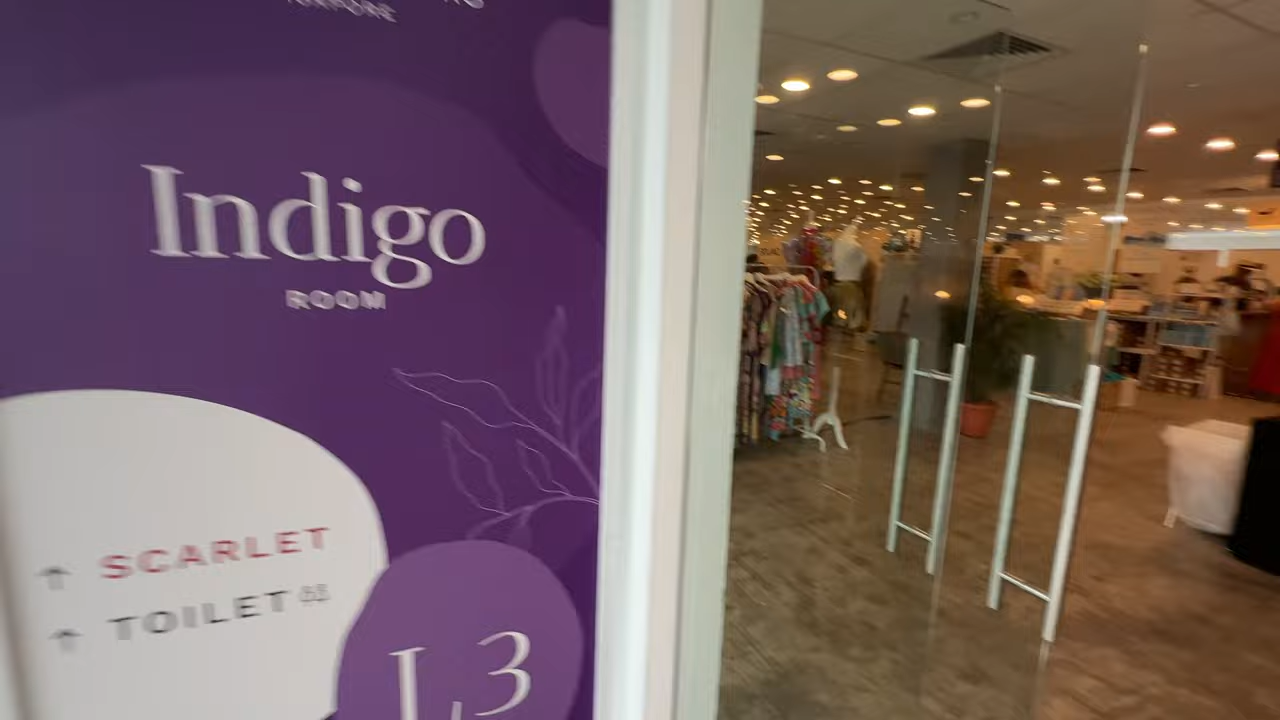 Indigo
ROOM
↑ SCARLET
↑ TOILET
L3